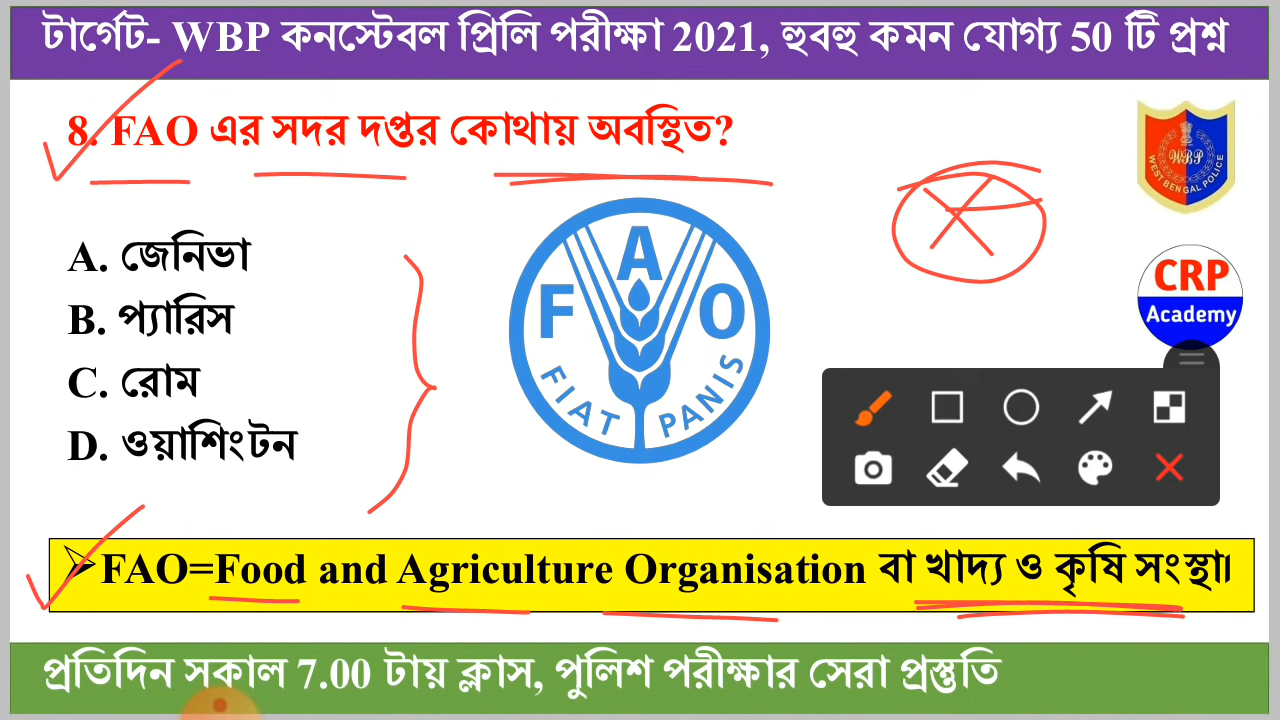 টার্গেট- WBP কনস্টেবল প্রিলি পরীক্ষা 2021, হুবহু কমন যোগ্য 50 টি প্রশ্ন
8. FAO এর সদর দপ্তর কোথায় অবস্থিত?
WBP
WEST BENGAL POLICE
A. জেনিভা
B. প্যারিস
C. রোম
D. ওয়াশিংটন
F A O
FIAT PANIS
CRP
Academy
➢FAO=Food and Agriculture Organisation বা খাদ্য ও কৃষি সংস্থা।
প্রতিদিন সকাল 7.00 টায় ক্লাস, পুলিশ পরীক্ষার সেরা প্রস্তুতি